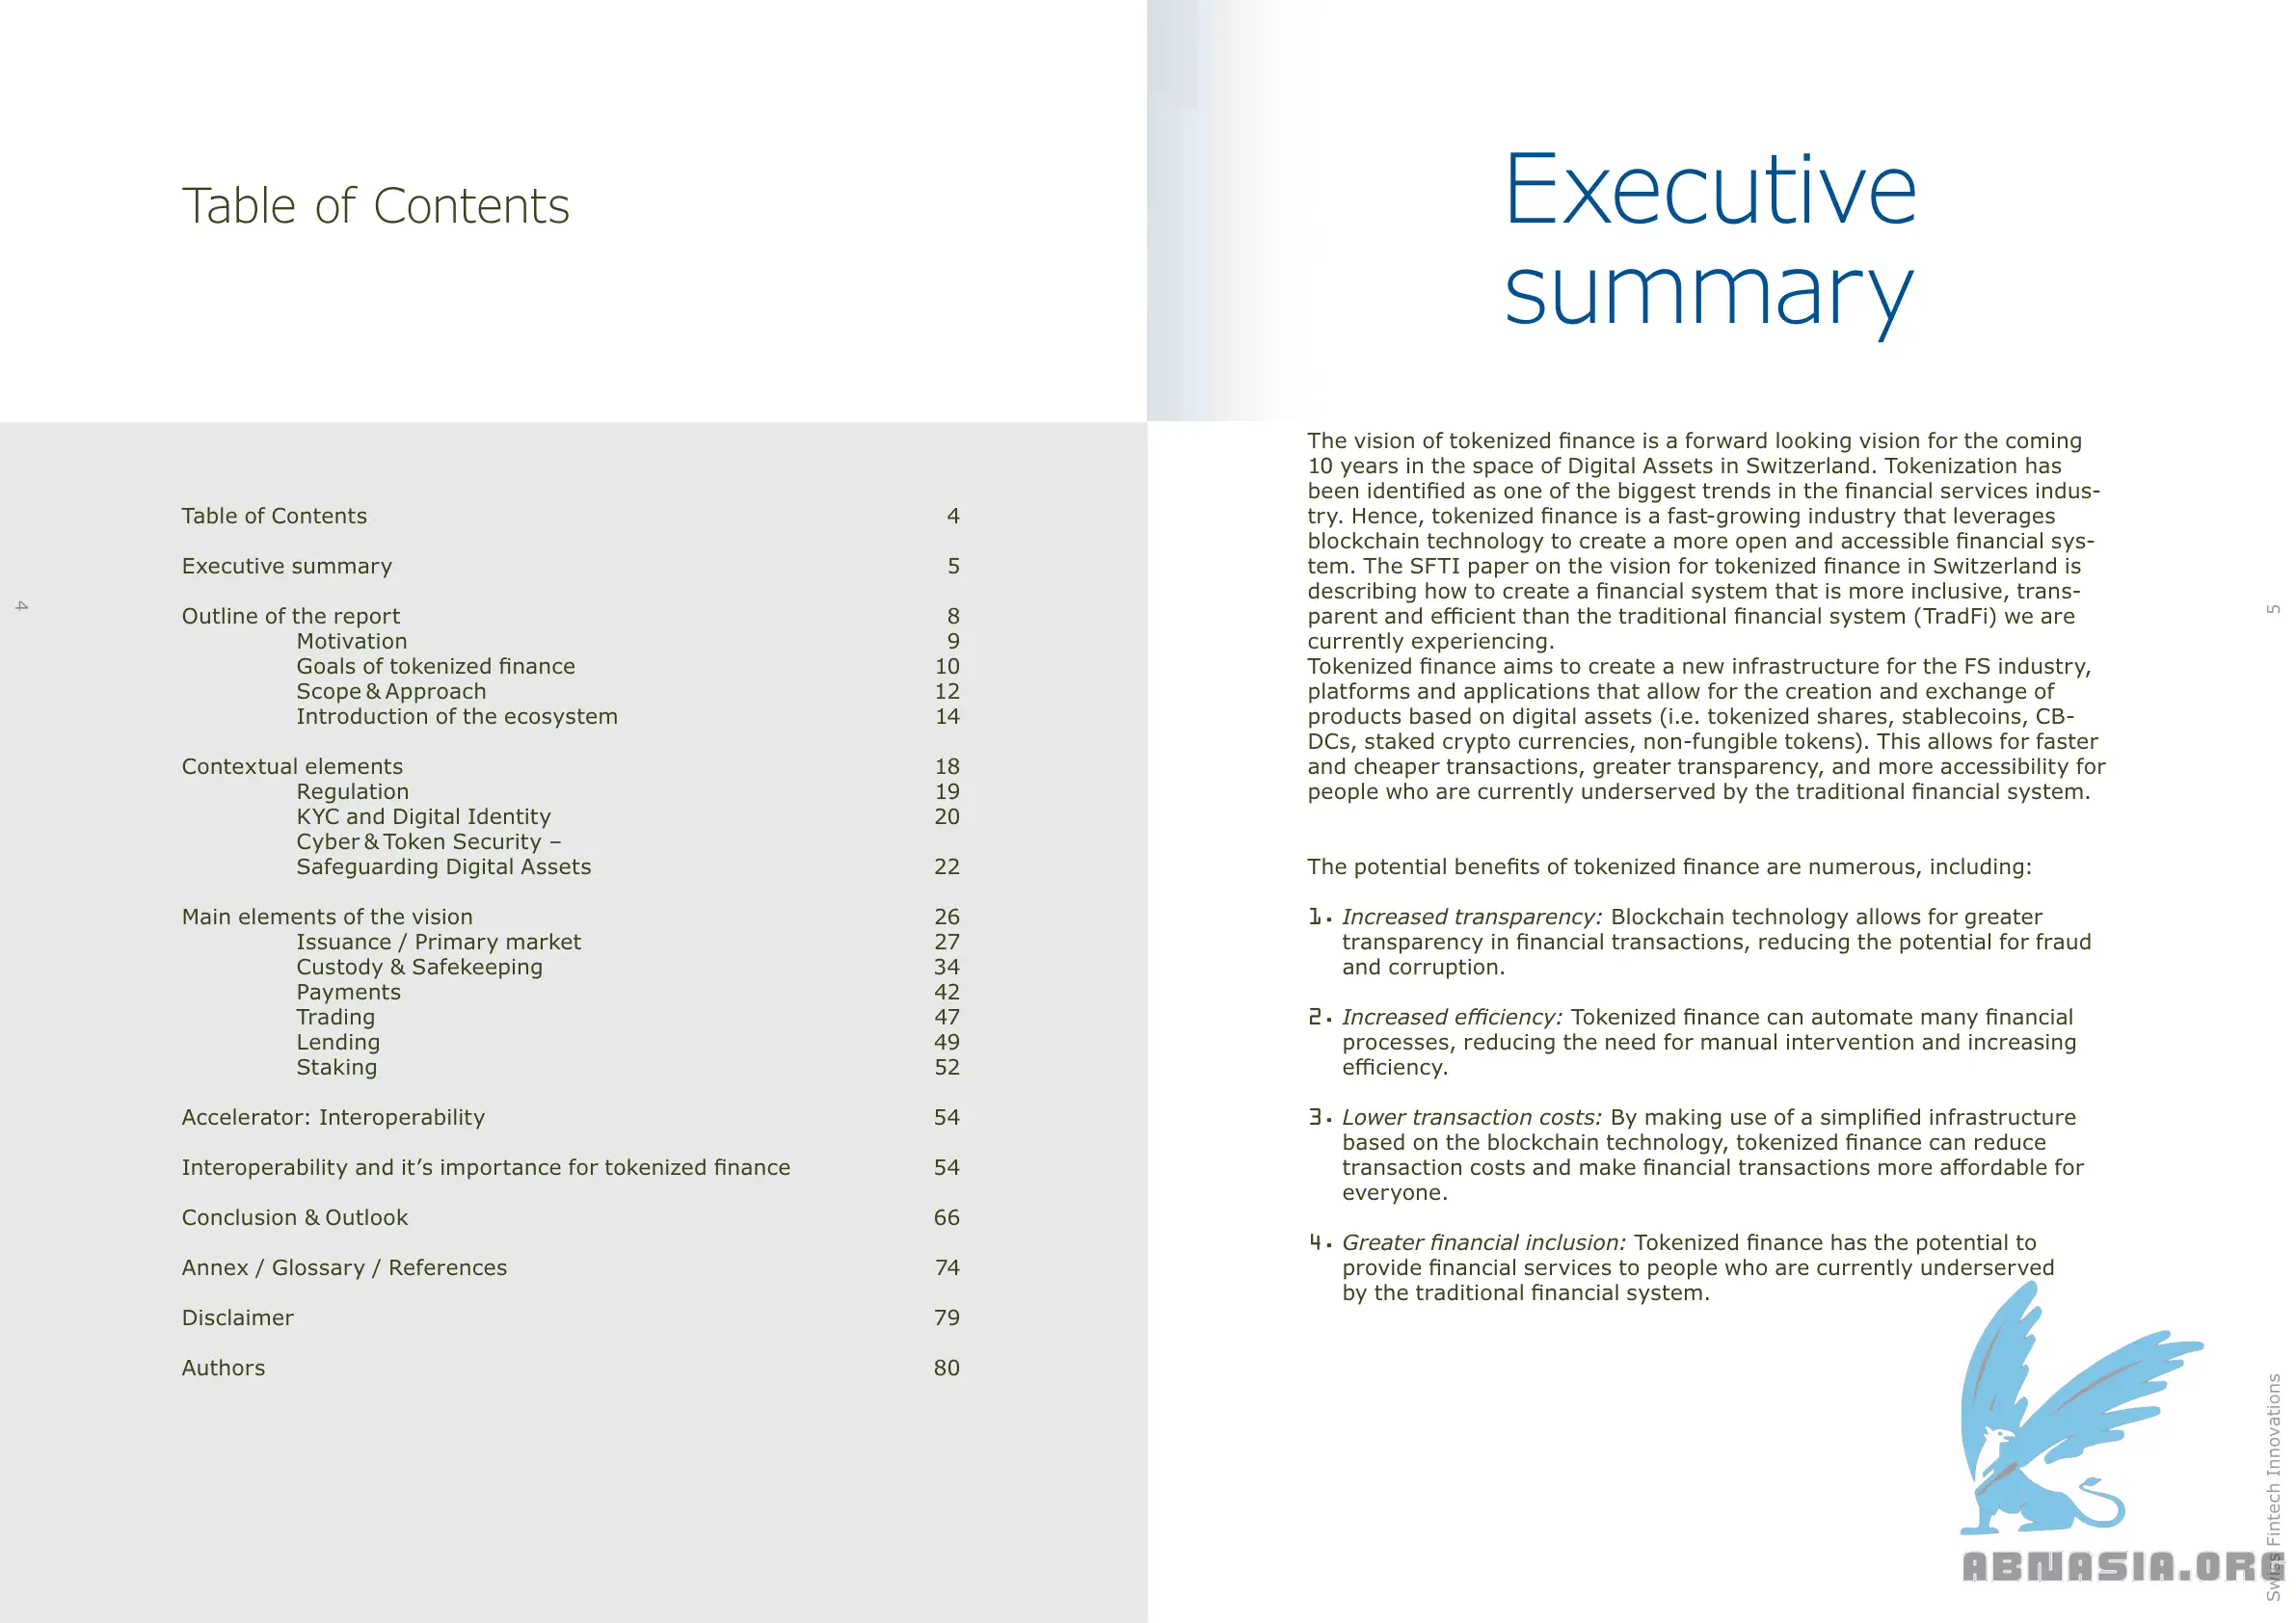 Table of Contents
Table of Contents 4
Executive summary 5
Outline of the report 8
Motivation 9
Goals of tokenized finance 10
Scope & Approach 12
Introduction of the ecosystem 14
Contextual elements 18
Regulation 19
KYC and Digital Identity 20
Cyber & Token Security –
Safeguarding Digital Assets 22
Main elements of the vision 26
Issuance / Primary market 27
Custody & Safekeeping 34
Payments 42
Trading 47
Lending 49
Staking 52
Accelerator: Interoperability 54
Interoperability and it’s importance for tokenized finance 54
Conclusion & Outlook 66
Annex / Glossary / References 74
Disclaimer 79
Authors 80
4
Executive
summary
The vision of tokenized finance is a forward looking vision for the coming
10 years in the space of Digital Assets in Switzerland. Tokenization has
been identified as one of the biggest trends in the financial services indus-
try. Hence, tokenized finance is a fast-growing industry that leverages
blockchain technology to create a more open and accessible financial sys-
tem. The SFTI paper on the vision for tokenized finance in Switzerland is
describing how to create a financial system that is more inclusive, trans-
parent and efficient than the traditional financial system (TradFi) we are
currently experiencing.
Tokenized finance aims to create a new infrastructure for the FS industry,
platforms and applications that allow for the creation and exchange of
products based on digital assets (i.e. tokenized shares, stablecoins, CB-
DCs, staked crypto currencies, non-fungible tokens). This allows for faster
and cheaper transactions, greater transparency, and more accessibility for
people who are currently underserved by the traditional financial system.
The potential benefits of tokenized finance are numerous, including:
1. Increased transparency: Blockchain technology allows for greater
transparency in financial transactions, reducing the potential for fraud
and corruption.
2. Increased efficiency: Tokenized finance can automate many financial
processes, reducing the need for manual intervention and increasing
efficiency.
3. Lower transaction costs: By making use of a simplified infrastructure
based on the blockchain technology, tokenized finance can reduce
transaction costs and make financial transactions more affordable for
everyone.
4. Greater financial inclusion: Tokenized finance has the potential to
provide financial services to people who are currently underserved
by the traditional financial system.
5
Swiss Fintech Innovations
ABNASIA.ORG